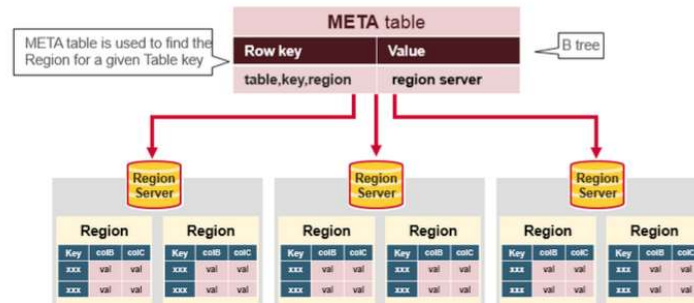 META table
META table is used to find the
Region for a given Table key
Row key Value
B tree
table,key,region region server
Region
Server
Region
Server
Region
Server
Region Region Region Region Region Region
Key colB colC Key colB colC Key colB colC Key colB colC Key colB colC Key colB colC
xxx val val xxx val val xxx val val xxx val val xxx val val xxx val val
xxx val val xxx val val xxx val val xxx val val xxx val val xxx val val